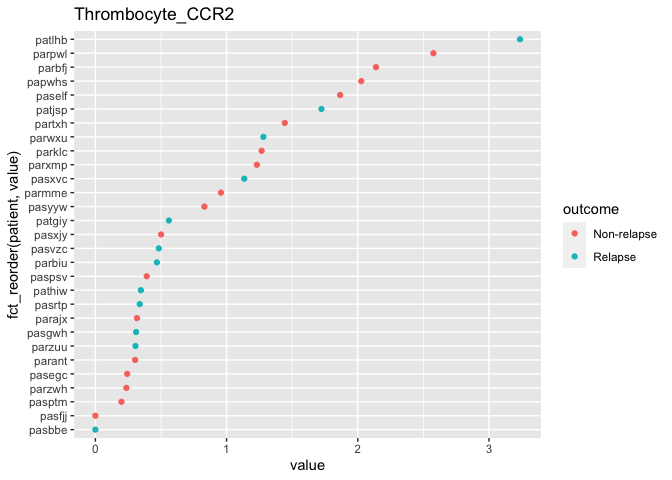 Thrombocyte_CCR2
fct_reorder(patient, value)
patlhb
parpwl
parbfj
papwhs
paself
patjsp
partxh
parwxu
parklc
parxmp
pasxvc
parmme
pasyyw
patgiy
pasxjy
pasvzc
parbiu
paspsv
pathiw
pasrtp
parajx
pasgwh
parzuu
parant
pasegc
parzwh
pasptm
pasfjj
pasbbe
0 1 2 3
value
outcome
Non-relapse
Relapse